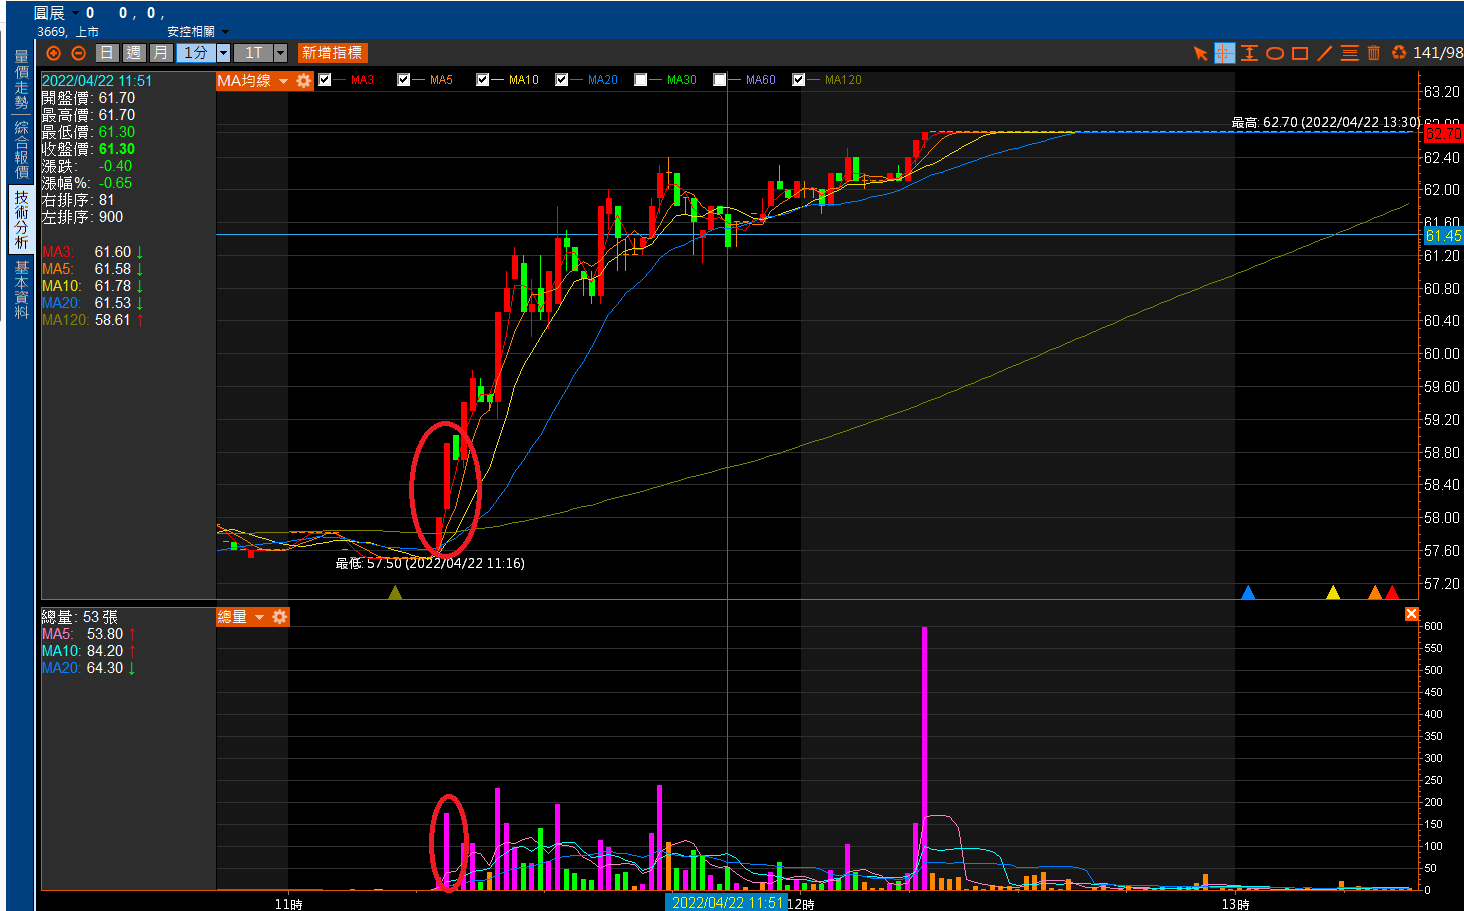 圓展 0 0 , 0 ,
3669, 上市 安控相關
日 週 月 1分 1T 新增指標 141/98
量價走勢
綜合報價
技術分析
基本資料
2022/04/22 11:51
開盤價: 61.70
最高價: 61.70
最低價: 61.30
收盤價: 61.30
漲跌: -0.40
漲幅%: -0.65
右排序: 81
左排序: 900
MA3: 61.60 ↓
MA5: 61.58 ↓
MA10: 61.78 ↓
MA20: 61.53 ↓
MA120: 58.61 ↑
MA均線 MA3 MA5 MA10 MA20 MA30 MA60 MA120
最高: 62.70 (2022/04/22 13:30)
最低: 57.50 (2022/04/22 11:16)
63.20
62.70
62.40
62.00
61.60
61.45
61.20
60.80
60.40
60.00
59.60
59.20
58.80
58.40
58.00
57.60
57.20
總量: 53 張
MA5: 53.80 ↑
MA10: 84.20 ↑
MA20: 64.30 ↓
總量
600
550
500
450
400
350
300
250
200
150
100
50
0
11時 2022/04/22 11:51 12時 13時